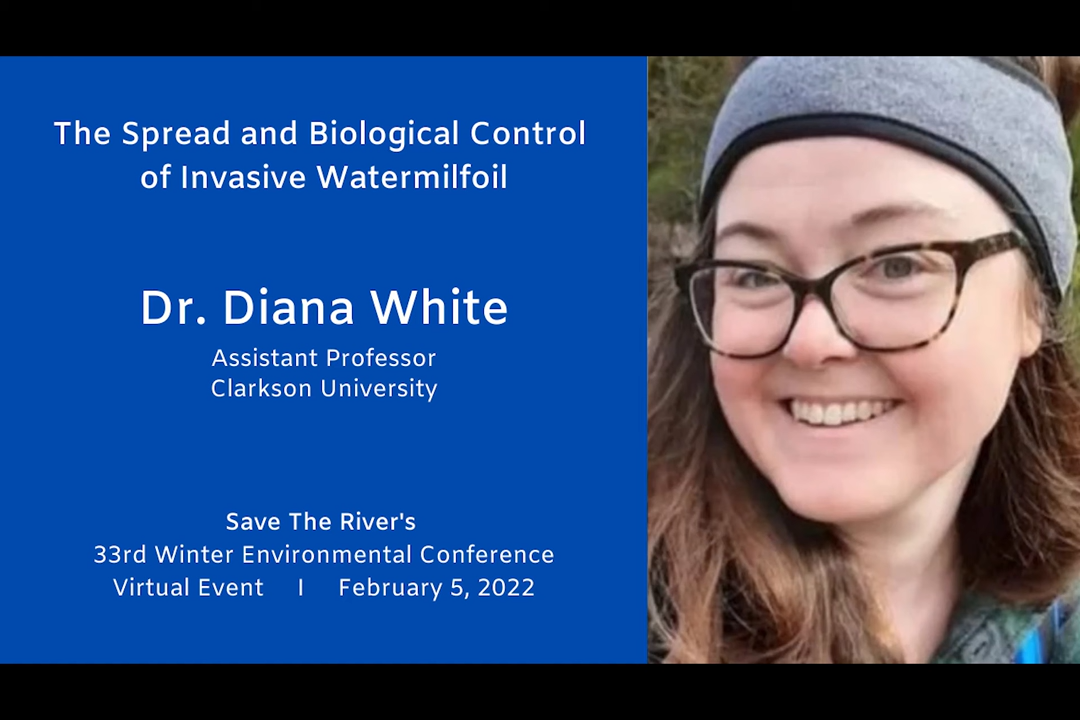 The Spread and Biological Control
of Invasive Watermilfoil
Dr. Diana White
Assistant Professor
Clarkson University
Save The River's
33rd Winter Environmental Conference
Virtual Event I February 5, 2022